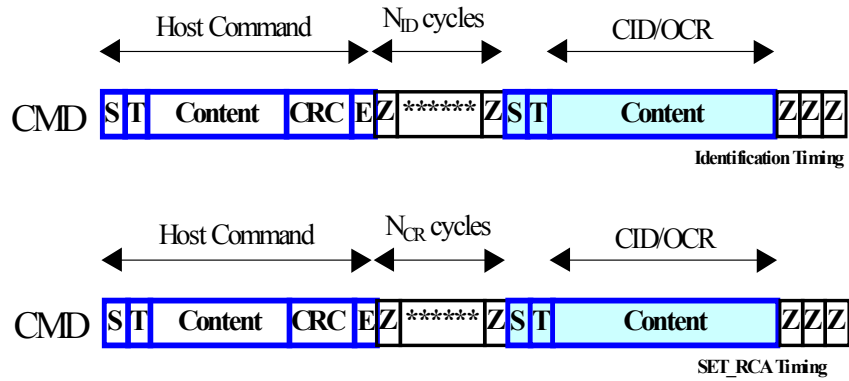 Host Command N_ID cycles CID/OCR
CMD S T Content CRC E Z ****** Z S T Content Z Z Z
Identification Timing
Host Command N_CR cycles CID/OCR
CMD S T Content CRC E Z ****** Z S T Content Z Z Z
SET_RCA Timing